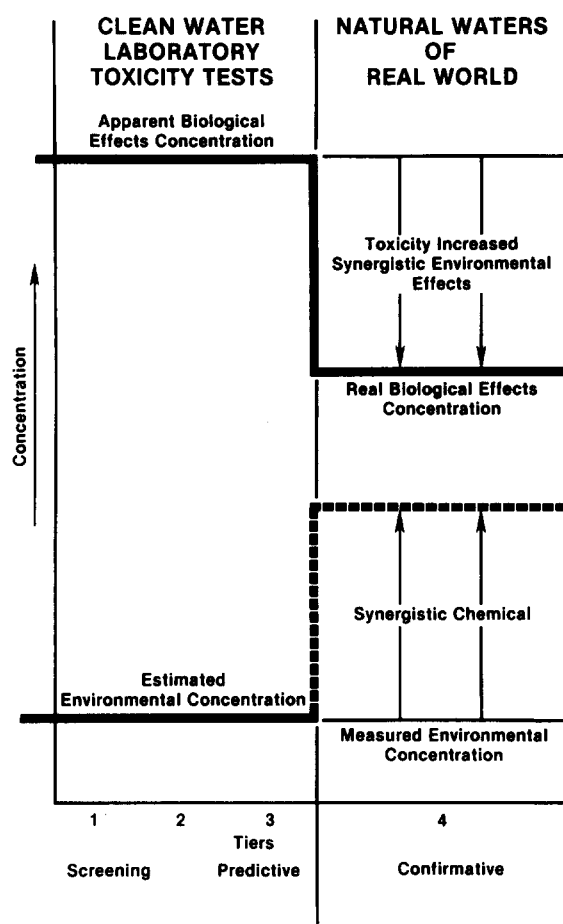 CLEAN WATER
LABORATORY
TOXICITY TESTS
NATURAL WATERS
OF
REAL WORLD
Apparent Biological
Effects Concentration
Toxicity Increased
Synergistic Environmental
Effects
Real Biological Effects
Concentration
Concentration
Synergistic Chemical
Estimated
Environmental Concentration
Measured Environmental
Concentration
1 2 3 4
Tiers
Screening Predictive Confirmative